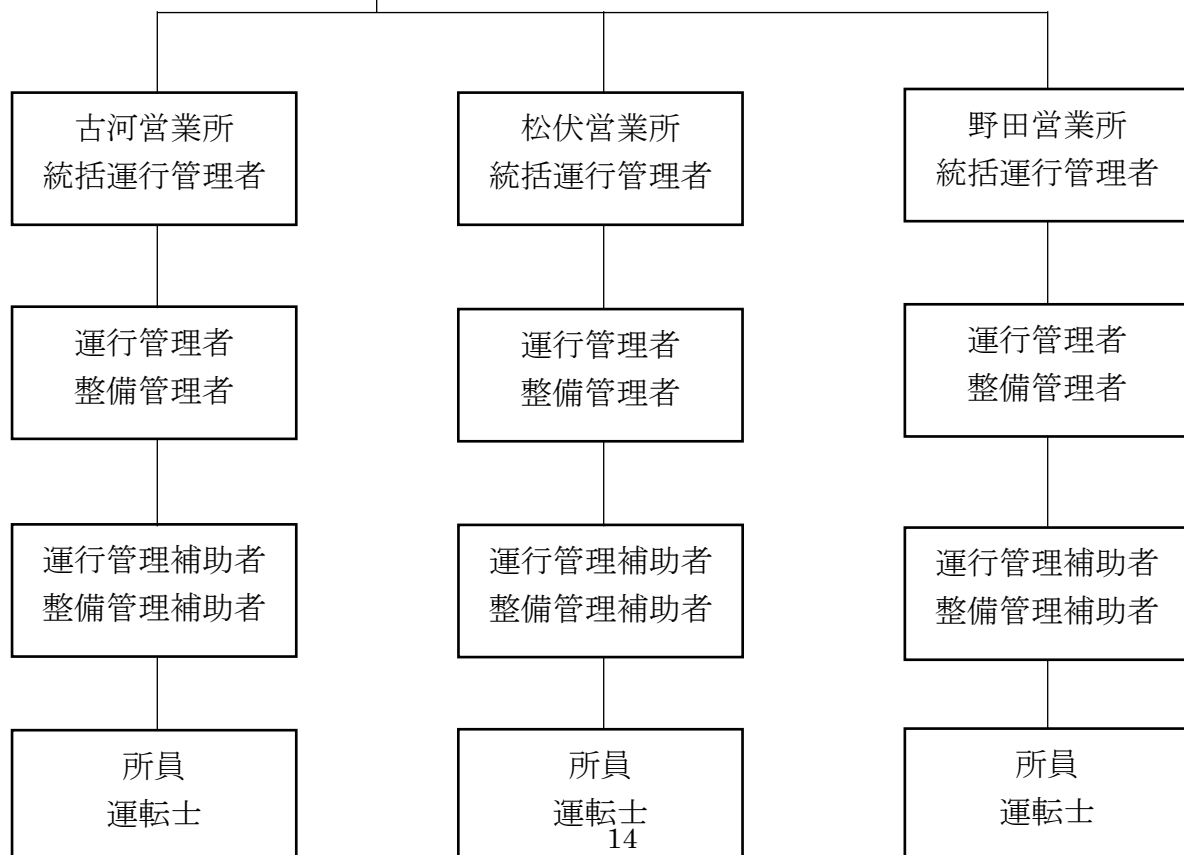 古河営業所
統括運行管理者
松伏営業所
統括運行管理者
野田営業所
統括運行管理者
運行管理者
整備管理者
運行管理者
整備管理者
運行管理者
整備管理者
運行管理補助者
整備管理補助者
運行管理補助者
整備管理補助者
運行管理補助者
整備管理補助者
所員
運転士
所員
運転士
所員
運転士
14